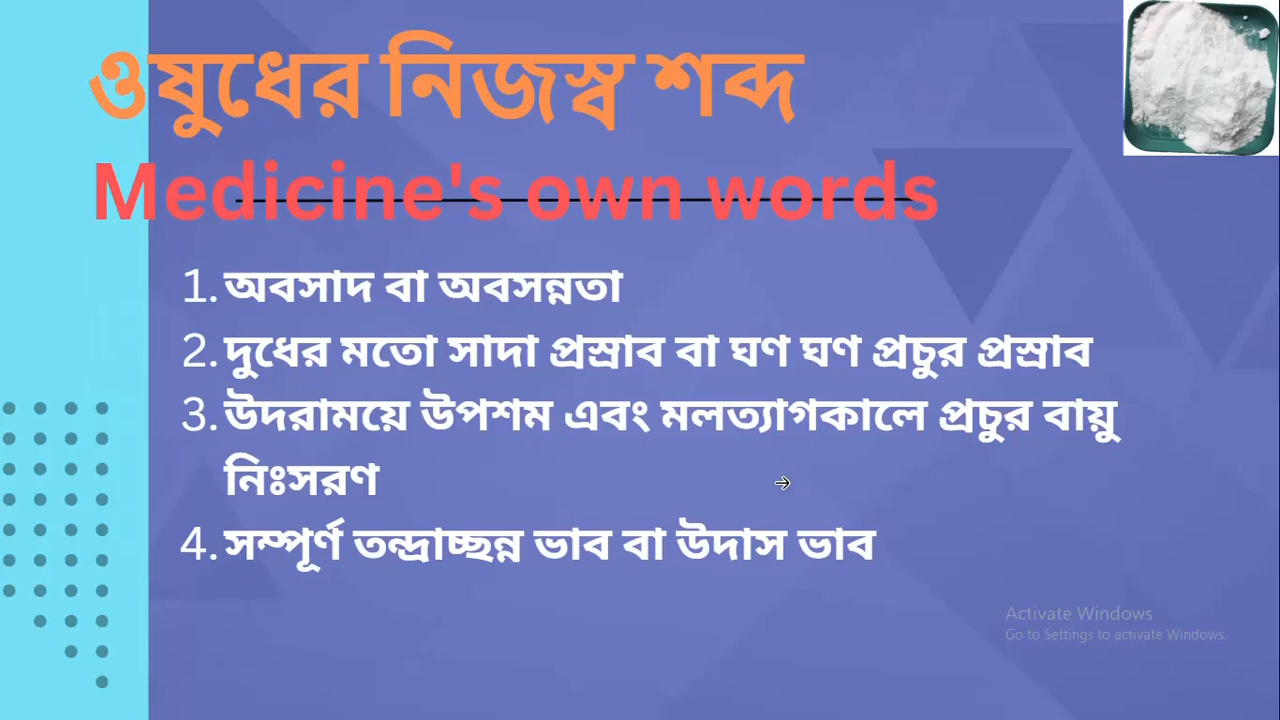 ওষুধের নিজস্ব শব্দ
Medicine's own words
1. অবসাদ বা অবসন্নতা
2. দুধের মতো সাদা প্রস্রাব বা ঘণ ঘণ প্রচুর প্রস্রাব
3. উদরাময়ে উপশম এবং মলত্যাগকালে প্রচুর বায়ু
নিঃসরণ
4. সম্পূর্ণ তন্দ্রাচ্ছন্ন ভাব বা উদাস ভাব
Activate Windows
Go to Settings to activate Windows.